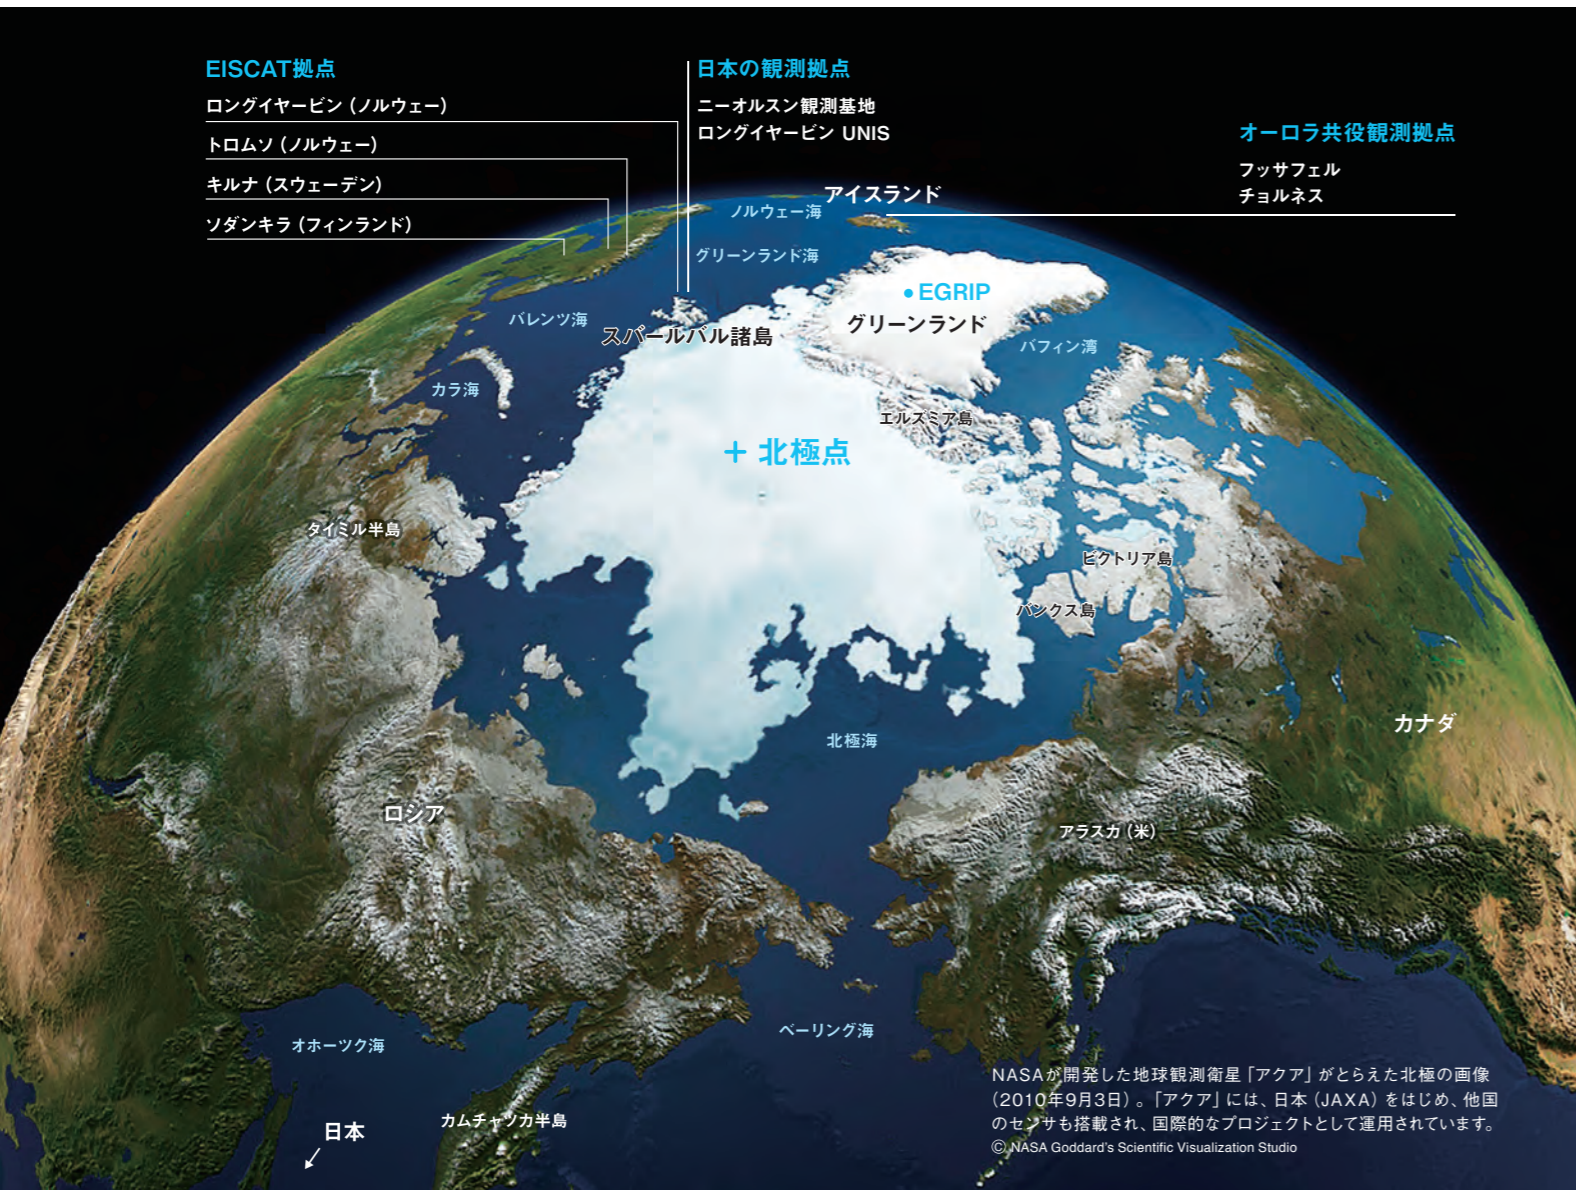 EISCAT拠点
ロングイヤービン（ノルウェー）
トロムソ（ノルウェー）
キルナ（スウェーデン）
ソダンキラ（フィンランド）
日本の観測拠点
ニーオルスン観測基地
ロングイヤービン UNIS
オーロラ共役観測拠点
フッサフェル
チョルネス
アイスランド
ノルウェー海
グリーンランド海
• EGRIP
グリーンランド
バレンツ海
スバールバル諸島
バフィン湾
カラ海
エルズミア島
+ 北極点
タイミル半島
ビクトリア島
バンクス島
カナダ
北極海
ロシア
アラスカ（米）
ベーリング海
オホーツク海
カムチャツカ半島
日本
NASAが開発した地球観測衛星「アクア」がとらえた北極の画像
（2010年9月3日）。「アクア」には、日本（JAXA）をはじめ、他国
のセンサも搭載され、国際的なプロジェクトとして運用されています。
© NASA Goddard's Scientific Visualization Studio